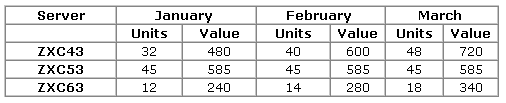 Server January February March
Units Value Units Value Units Value
ZXC43 32 480 40 600 48 720
ZXC53 45 585 45 585 45 585
ZXC63 12 240 14 280 18 340